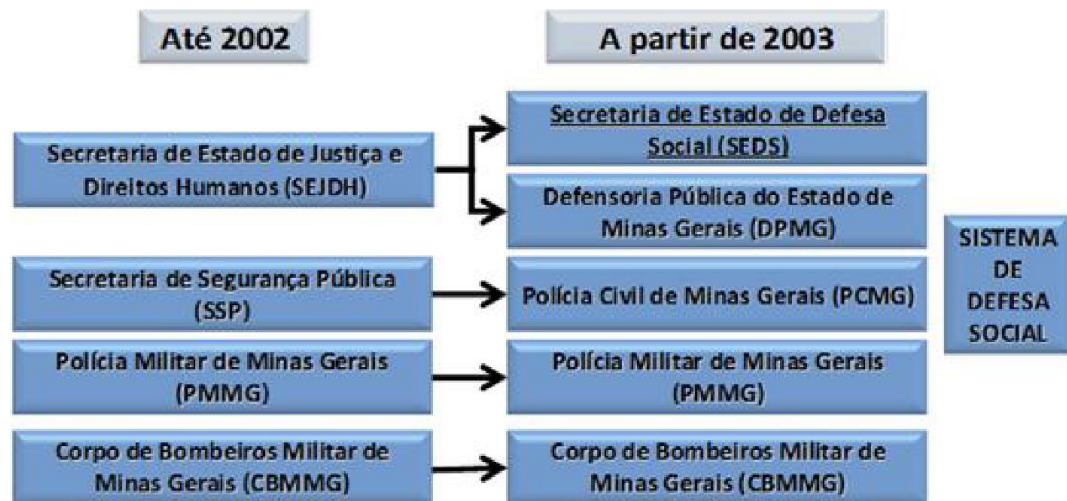 Até 2002
A partir de 2003
Secretaria de Estado de Justiça e
Direitos Humanos (SEJDH)
Secretaria de Estado de Defesa
Social (SEDS)
Defensoria Pública do Estado de
Minas Gerais (DPMG)
Secretaria de Segurança Pública
(SSP)
Polícia Civil de Minas Gerais (PCMG)
Polícia Militar de Minas Gerais
(PMMG)
Polícia Militar de Minas Gerais
(PMMG)
Corpo de Bombeiros Militar de
Minas Gerais (CBMMG)
Corpo de Bombeiros Militar de
Minas Gerais (CBMMG)
SISTEMA
DE
DEFESA
SOCIAL